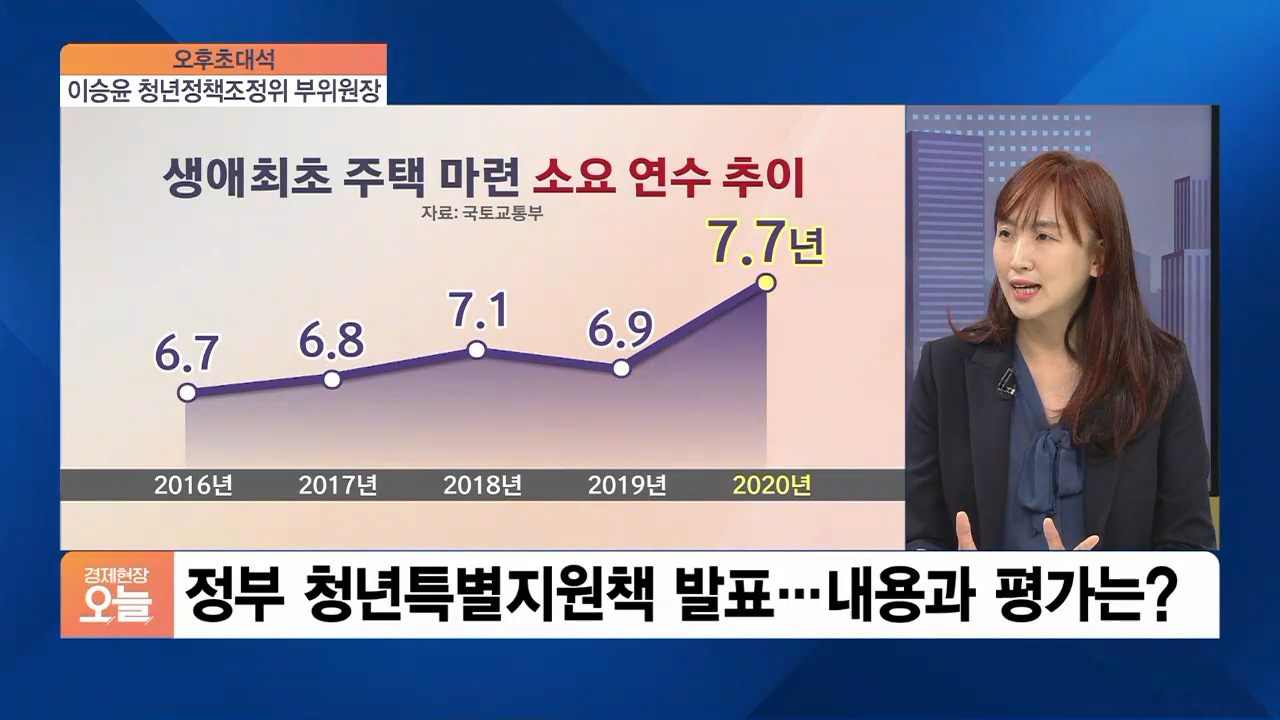 오후초대석
이승윤 청년정책조정위 부위원장
생애최초 주택 마련 소요 연수 추이
자료: 국토교통부
6.7
6.8
7.1
6.9
7.7년
2016년
2017년
2018년
2019년
2020년
경제현장
오늘
정부 청년특별지원책 발표…내용과 평가는?